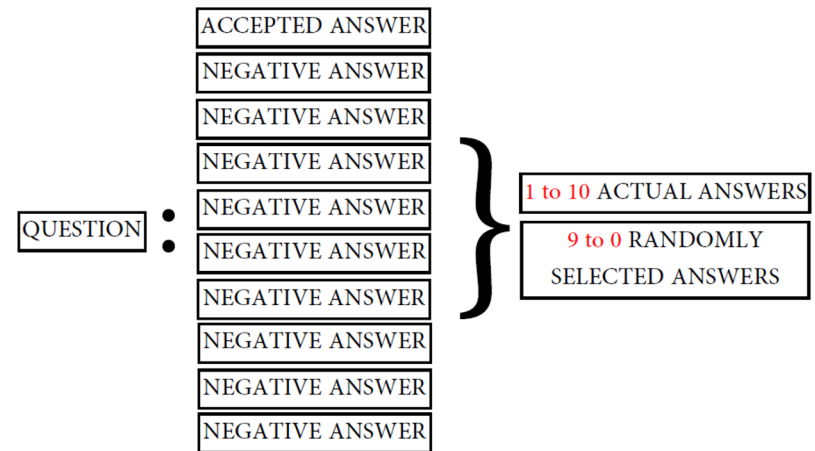 ACCEPTED ANSWER
NEGATIVE ANSWER
NEGATIVE ANSWER
NEGATIVE ANSWER
NEGATIVE ANSWER
NEGATIVE ANSWER
NEGATIVE ANSWER
NEGATIVE ANSWER
NEGATIVE ANSWER
NEGATIVE ANSWER
QUESTION :
1 to 10 ACTUAL ANSWERS
9 to 0 RANDOMLY
SELECTED ANSWERS